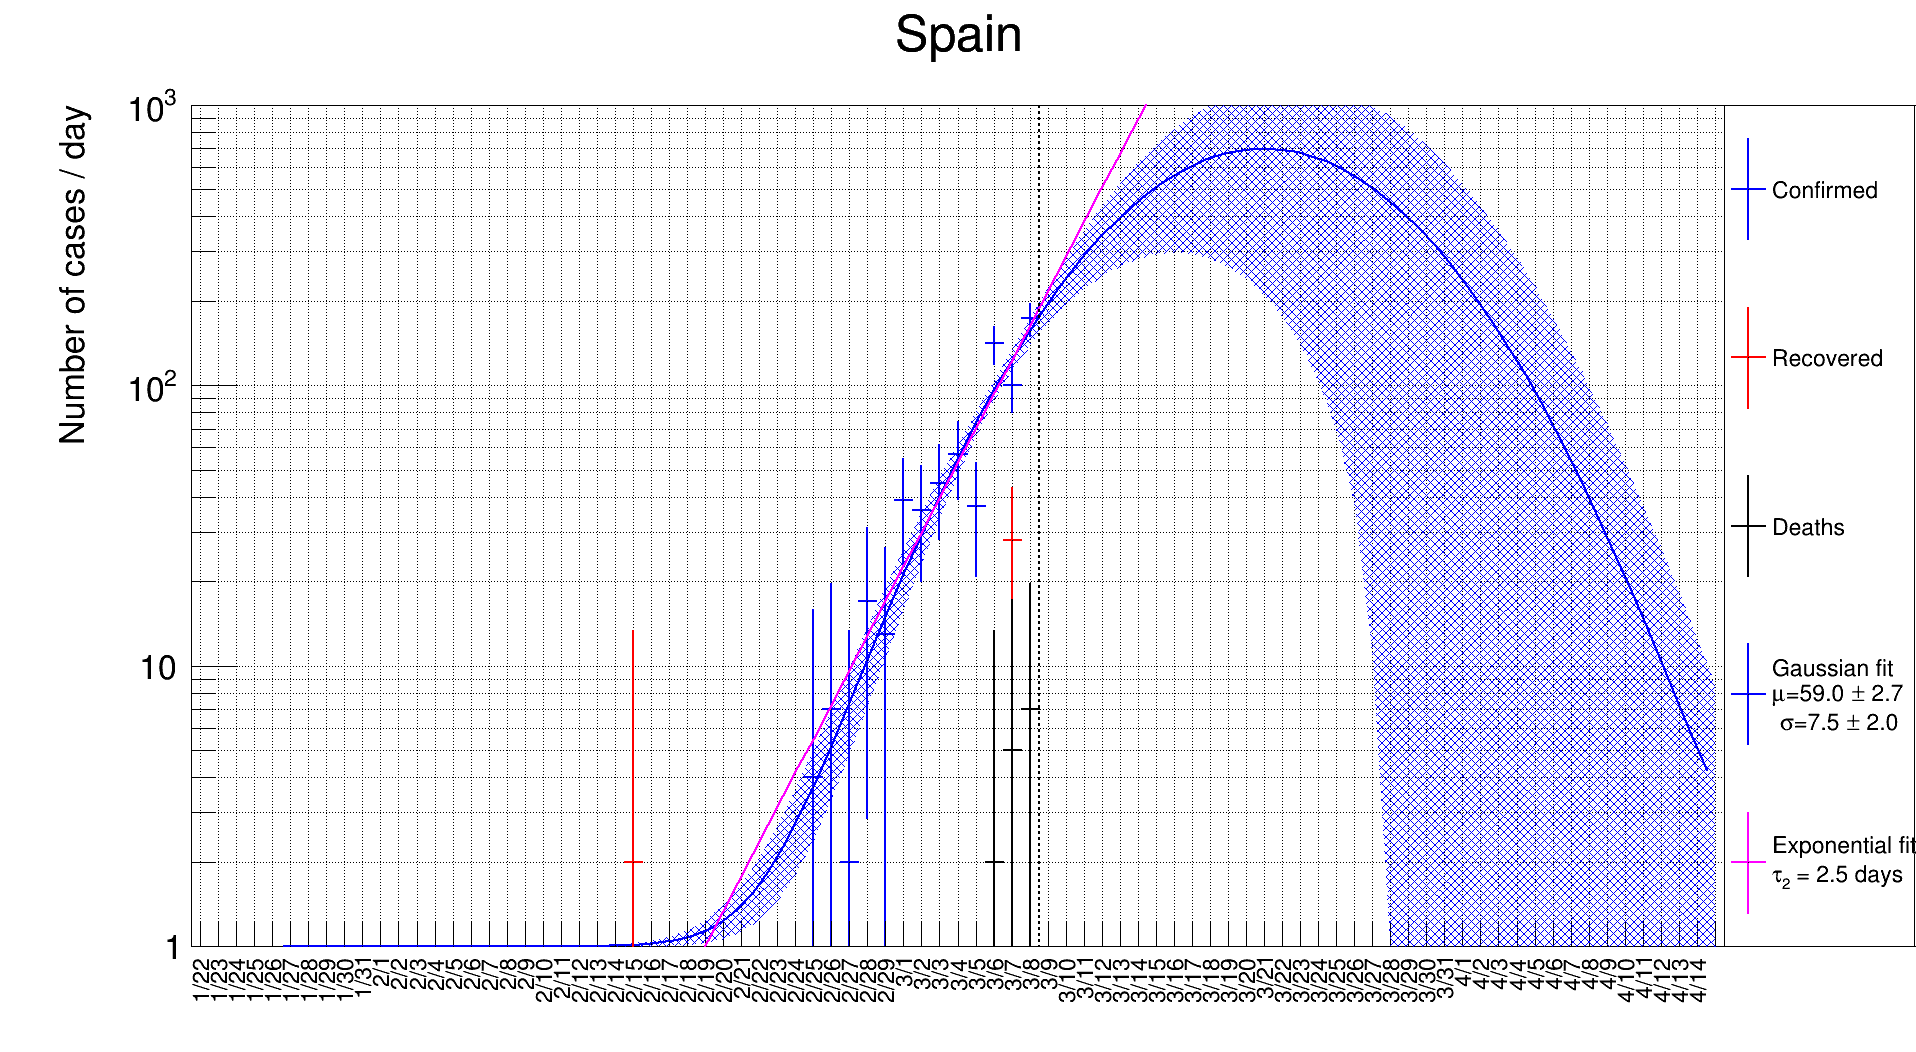 Spain
Number of cases / day
10³
10²
10
1
1/22 1/23 1/24 1/25 1/26 1/27 1/28 1/29 1/30 1/31 2/1 2/2 2/3 2/4 2/5 2/6 2/7 2/8 2/9 2/10 2/11 2/12 2/13 2/14 2/15 2/16 2/17 2/18 2/19 2/20 2/21 2/22 2/23 2/24 2/25 2/26 2/27 2/28 2/29 3/1 3/2 3/3 3/4 3/5 3/6 3/7 3/8 3/9 3/10 3/11 3/12 3/13 3/14 3/15 3/16 3/17 3/18 3/19 3/20 3/21 3/22 3/23 3/24 3/25 3/26 3/27 3/28 3/29 3/30 3/31 4/1 4/2 4/3 4/4 4/5 4/6 4/7 4/8 4/9 4/10 4/11 4/12 4/13 4/14
Confirmed
Recovered
Deaths
Gaussian fit
μ=59.0 ± 2.7
σ=7.5 ± 2.0
Exponential fit
τ₂ = 2.5 days